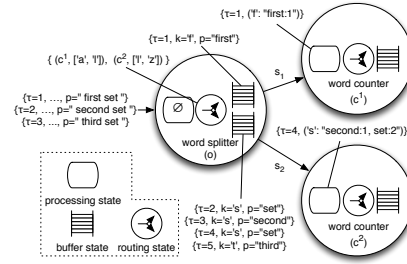 {τ=1, ('f': "first:1")}
{τ=1, k='f', p="first"}
{ (c¹, ['a', 'l']), (c², ['l', 'z']) }
s₁
word counter
(c¹)
{τ=1, ..., p=" first set "}
{τ=2, ..., p=" second set "}
{τ=3, ..., p=" third set"}
∅
word splitter
(o)
{τ=4, ('s': "second:1, set:2")}
s₂
processing state
buffer state
routing state
{τ=2, k='s', p="set"}
{τ=3, k='s', p="second"}
{τ=4, k='s', p="set"}
{τ=5, k='t', p="third"}
word counter
(c²)